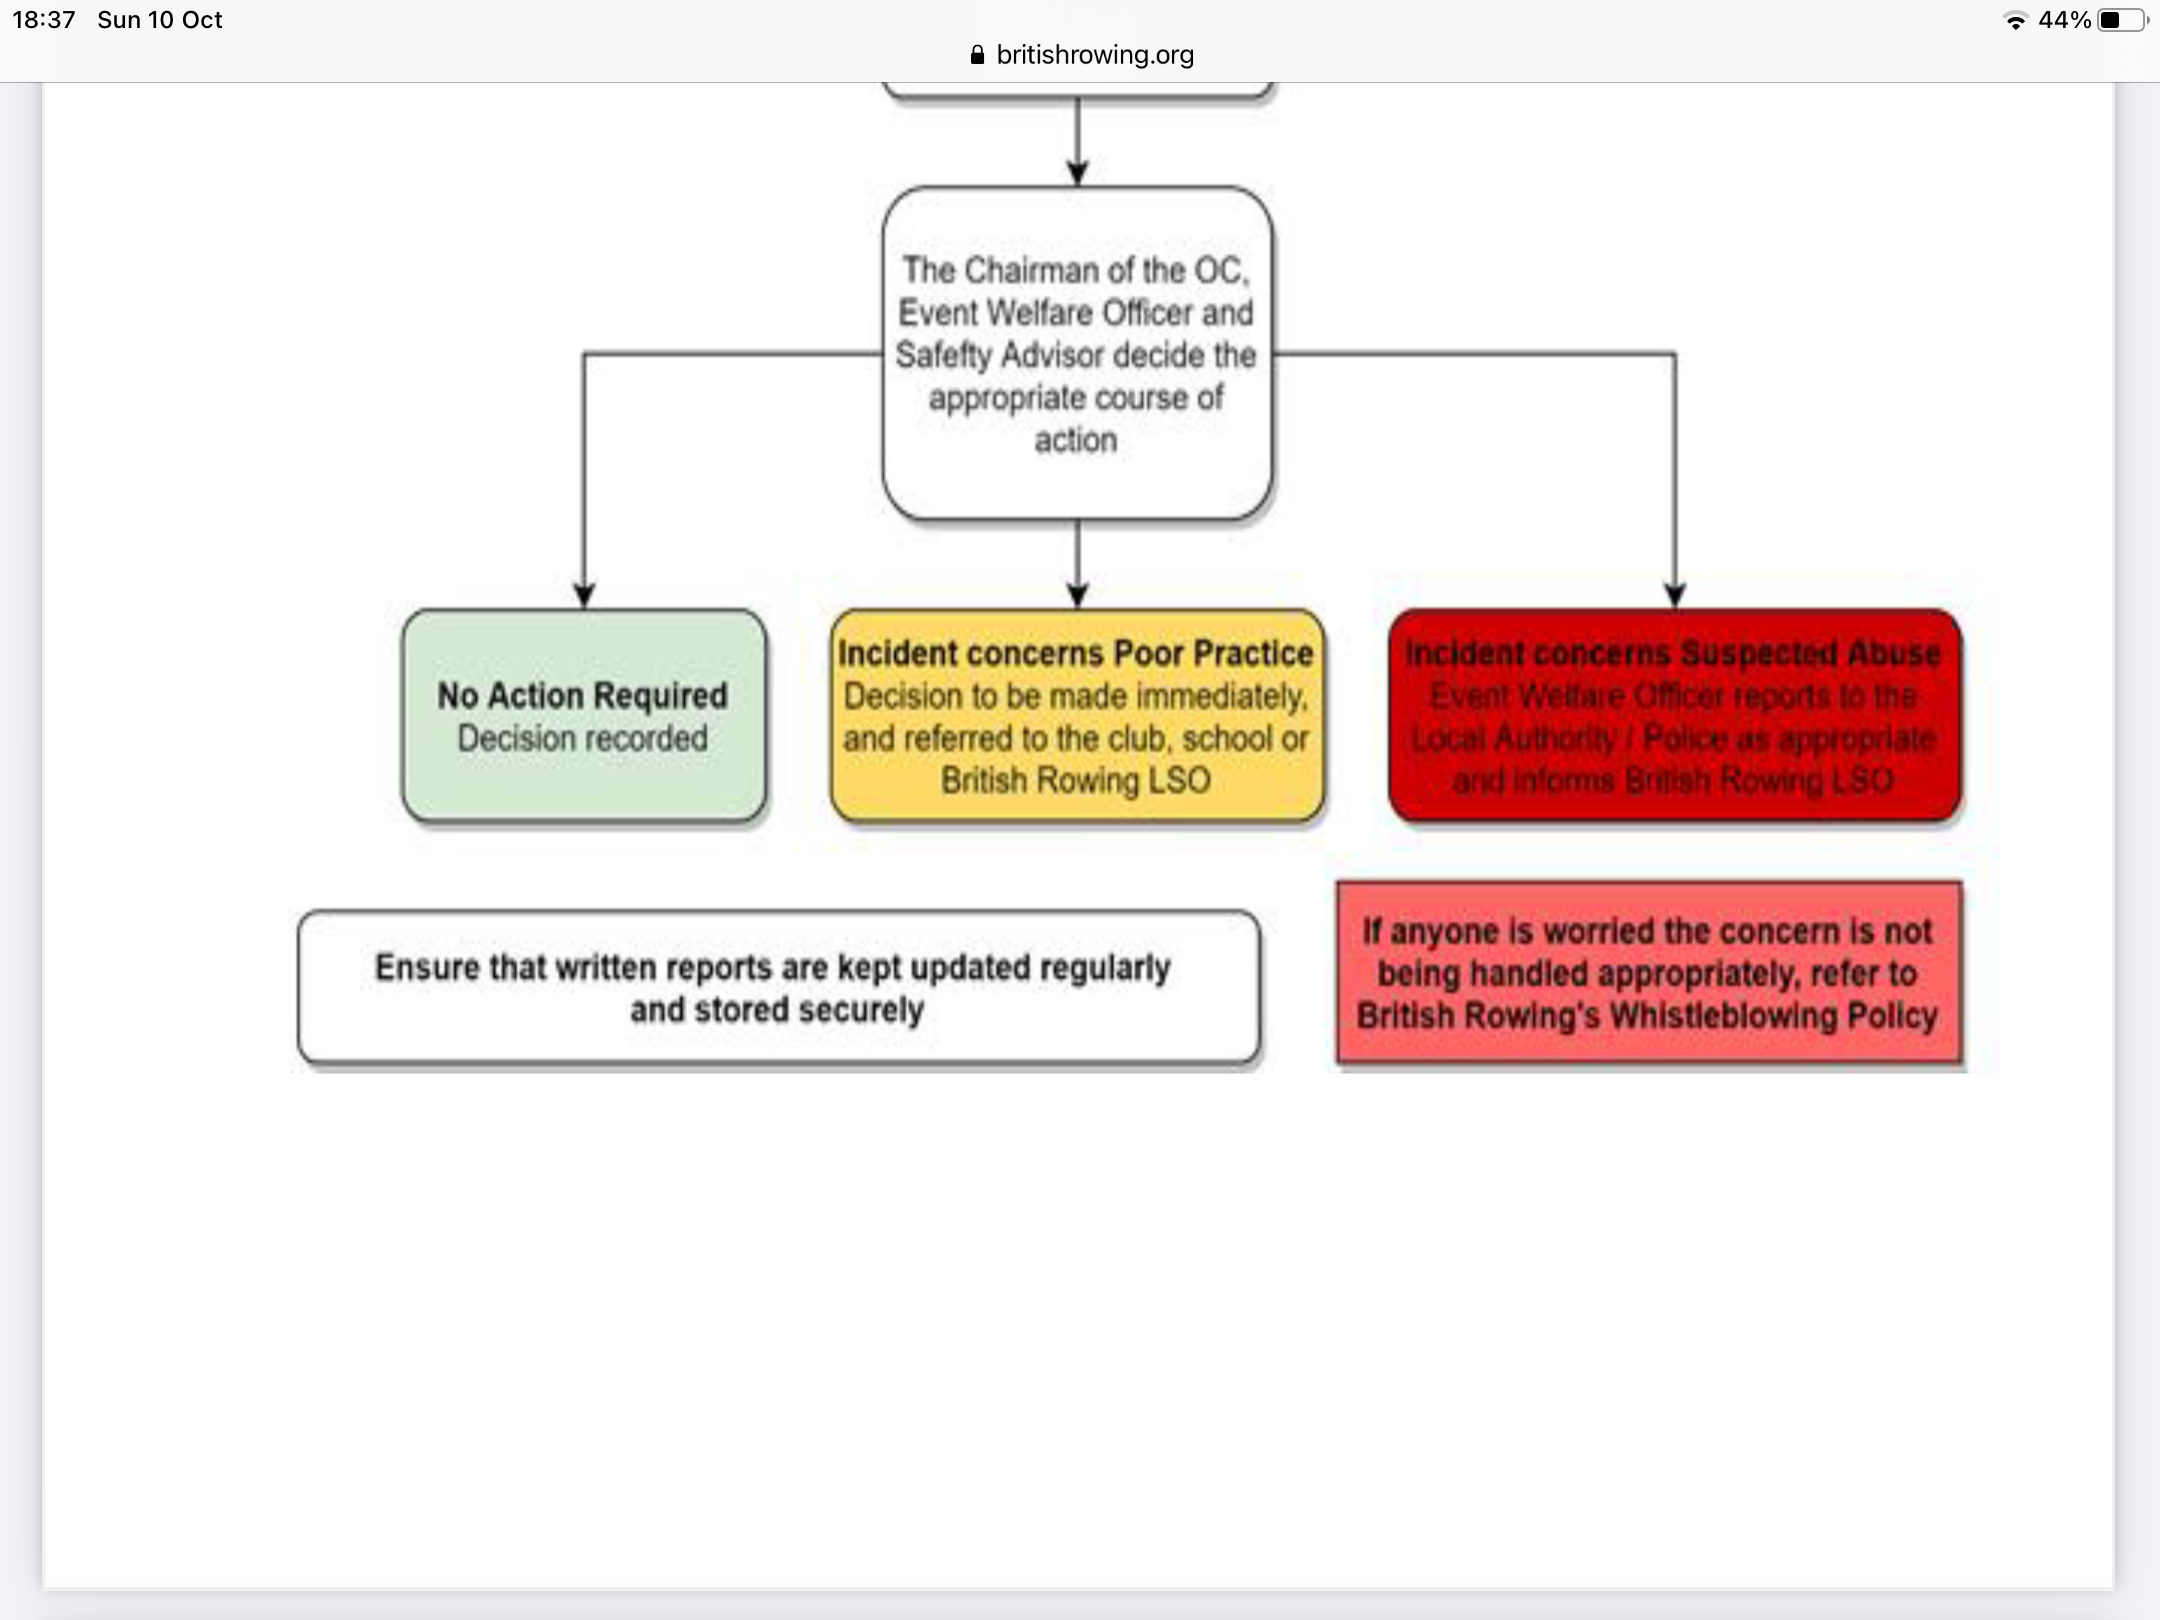 18:37 Sun 10 Oct
44%
britishrowing.org
The Chairman of the OC,
Event Welfare Officer and
Safefty Advisor decide the
appropriate course of
action
No Action Required
Decision recorded
Incident concerns Poor Practice
Decision to be made immediately,
and referred to the club, school or
British Rowing LSO
Incident concerns Suspected Abuse
Event Welfare Officer reports to the
Local Authority / Police as appropriate
and informs British Rowing LSO
Ensure that written reports are kept updated regularly
and stored securely
If anyone is worried the concern is not
being handled appropriately, refer to
British Rowing's Whistleblowing Policy